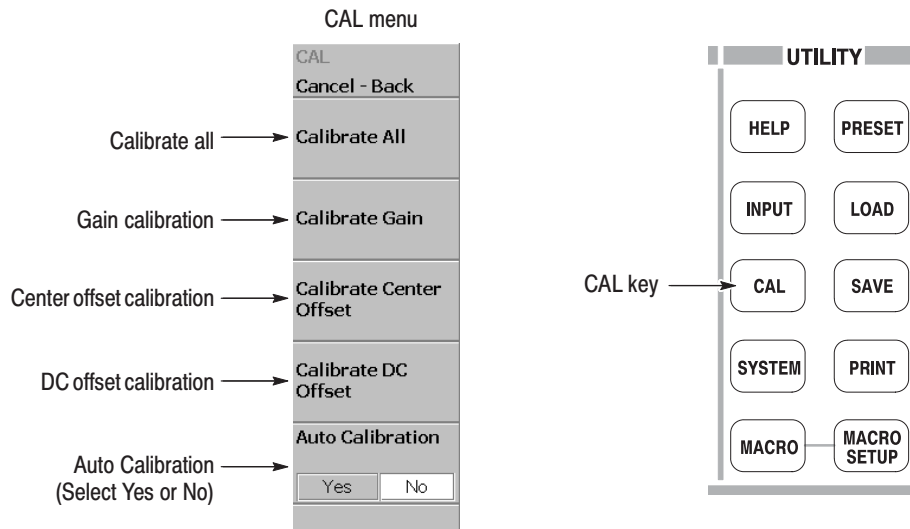 CAL menu
CAL
Cancel - Back
Calibrate all
Calibrate All
Gain calibration
Calibrate Gain
Center offset calibration
Calibrate Center
Offset
DC offset calibration
Calibrate DC
Offset
Auto Calibration
Auto Calibration
(Select Yes or No)
Yes No
UTILITY
HELP PRESET
INPUT LOAD
CAL key
CAL SAVE
SYSTEM PRINT
MACRO MACRO
SETUP